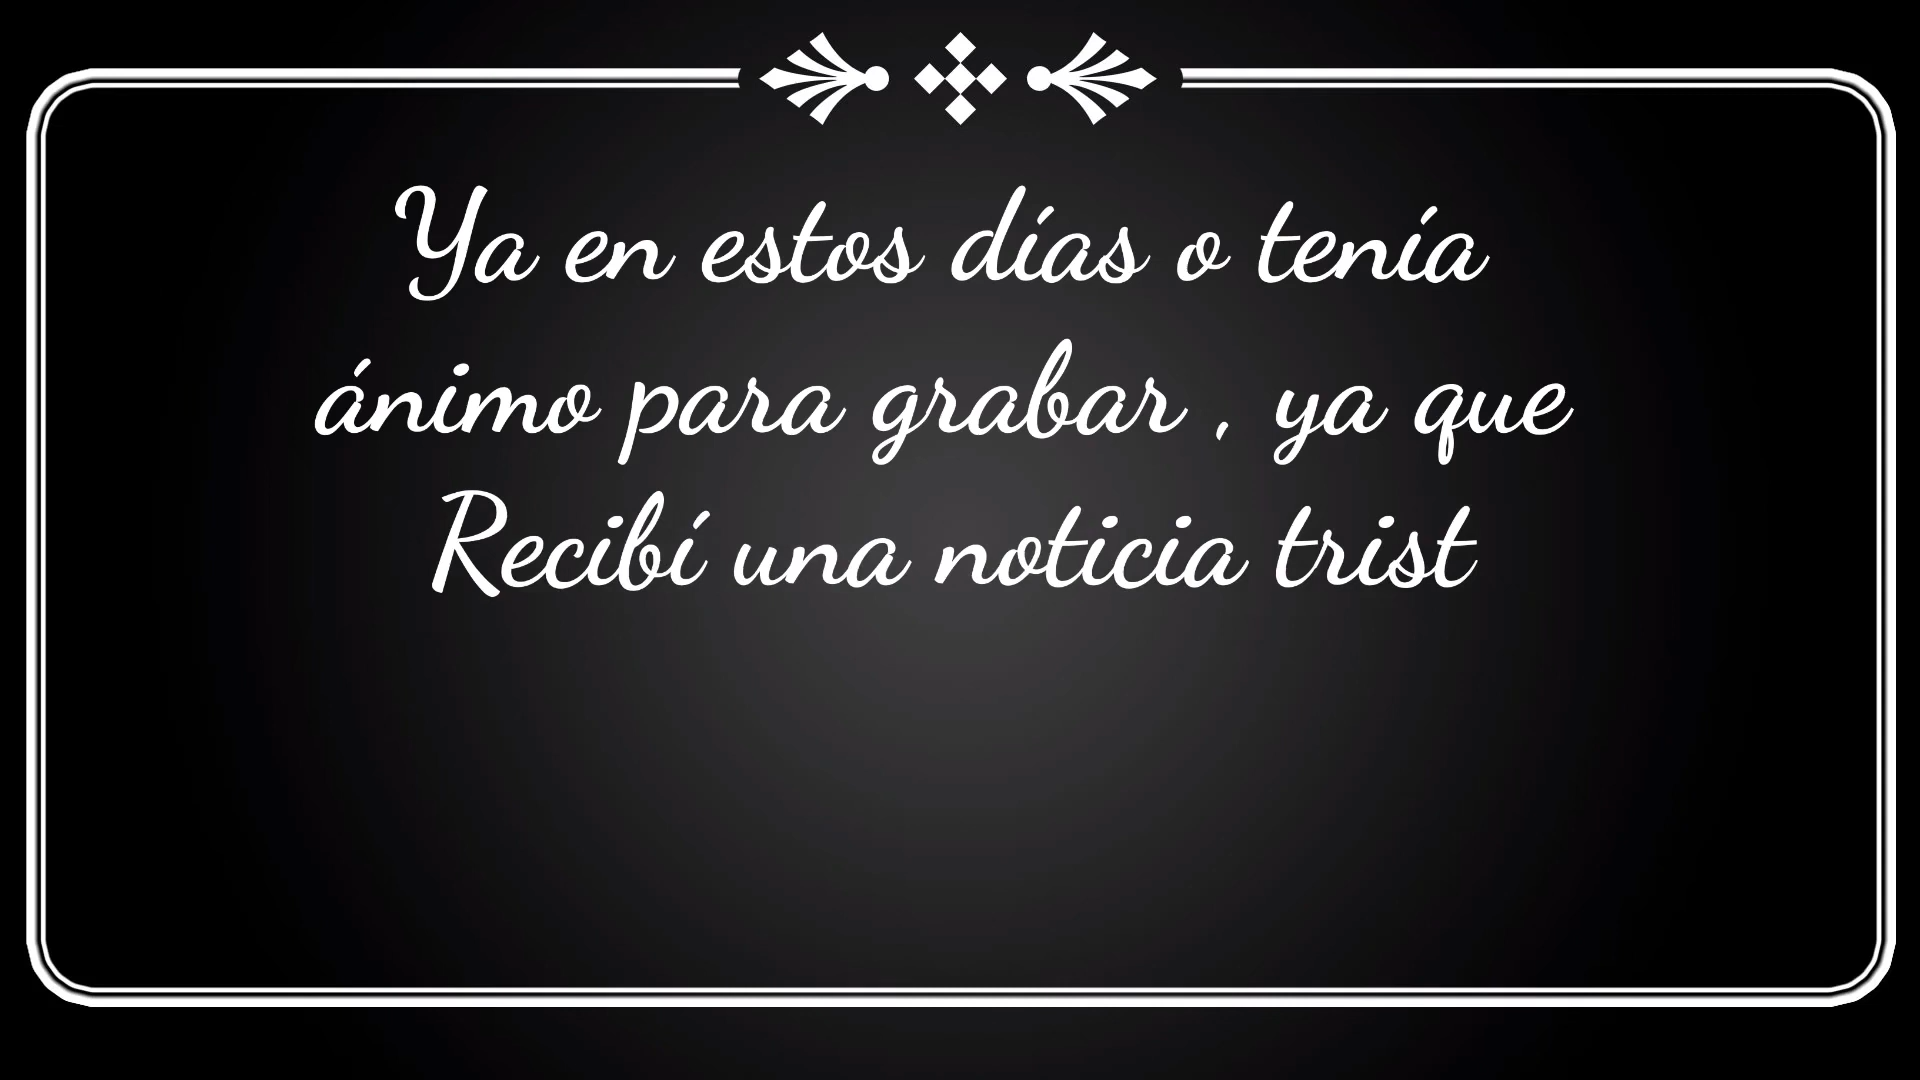 Ya en estos días o tenía
ánimo para grabar , ya que
Recibí una noticia trist